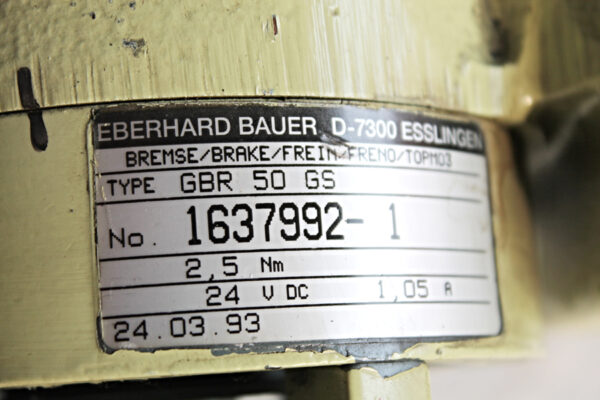 EBERHARD BAUER D-7300 ESSLINGEN
BREMSE/BRAKE/FREIN/FRENO/TOPMO3
TYPE GBR 50 GS
No. 1637992- 1
2,5 Nm
24 V DC 1,05 A
24.03.93